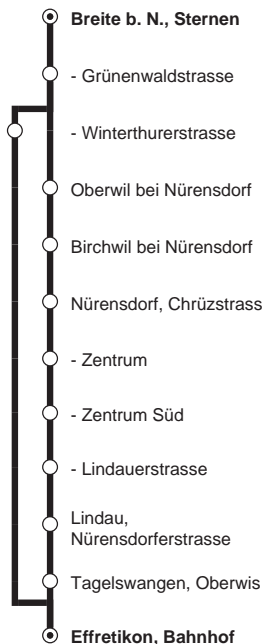 Breite b. N., Sternen
- Grünenwaldstrasse
- Winterthurerstrasse
Oberwil bei Nürensdorf
Birchwil bei Nürensdorf
Nürensdorf, Chrüzstrass
- Zentrum
- Zentrum Süd
- Lindauerstrasse
Lindau,
Nürensdorferstrasse
Tagelswangen, Oberwis
Effretikon, Bahnhof